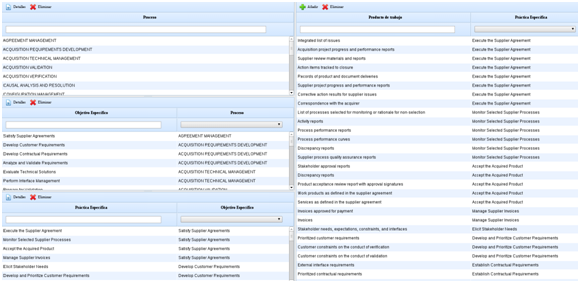 Detalles Eliminar
Proceso
AGREEMENT MANAGEMENT
ACQUISITION REQUIREMENTS DEVELOPMENT
ACQUISITION TECHNICAL MANAGEMENT
ACQUISITION VALIDATION
ACQUISITION VERIFICATION
CAUSAL ANALYSIS AND RESOLUTION
CONFIGURATION MANAGEMENT
Detalles Eliminar
Objetivo Específico Proceso
Satisfy Supplier Agreements AGREEMENT MANAGEMENT
Develop Customer Requirements ACQUISITION REQUIREMENTS DEVELOPMENT
Develop Contractual Requirements ACQUISITION REQUIREMENTS DEVELOPMENT
Analyze and Validate Requirements ACQUISITION REQUIREMENTS DEVELOPMENT
Evaluate Technical Solutions ACQUISITION TECHNICAL MANAGEMENT
Perform Interface Management ACQUISITION TECHNICAL MANAGEMENT
ACQUISITION VALIDATION
Detalles Eliminar
Práctica Específica Objetivo Específico
Execute the Supplier Agreement Satisfy Supplier Agreements
Monitor Selected Supplier Processes Satisfy Supplier Agreements
Accept the Acquired Product Satisfy Supplier Agreements
Manage Supplier Invoices Satisfy Supplier Agreements
Elicit Stakeholder Needs Develop Customer Requirements
Develop and Prioritize Customer Requirements Develop Customer Requirements
Añadir Eliminar
Producto de trabajo Práctica Específica
Integrated list of issues Execute the Supplier Agreement
Acquisition project progress and performance reports Execute the Supplier Agreement
Supplier review materials and reports Execute the Supplier Agreement
Action items tracked to closure Execute the Supplier Agreement
Records of product and document deliveries Execute the Supplier Agreement
Supplier project progress and performance reports Execute the Supplier Agreement
Corrective action results for supplier issues Execute the Supplier Agreement
Correspondence with the acquirer Execute the Supplier Agreement
List of processes selected for monitoring or rationale for non-selection Monitor Selected Supplier Processes
Activity reports Monitor Selected Supplier Processes
Process performance reports Monitor Selected Supplier Processes
Process performance curves Monitor Selected Supplier Processes
Discrepancy reports Monitor Selected Supplier Processes
Supplier process quality assurance reports Monitor Selected Supplier Processes
Stakeholder approval reports Accept the Acquired Product
Discrepancy reports Accept the Acquired Product
Product acceptance review report with approval signatures Accept the Acquired Product
Work products as defined in the supplier agreement Accept the Acquired Product
Services as defined in the supplier agreement Accept the Acquired Product
Invoices approved for payment Manage Supplier Invoices
Invoices Manage Supplier Invoices
Stakeholder needs, expectations, constraints, and interfaces Elicit Stakeholder Needs
Prioritized customer requirements Develop and Prioritize Customer Requirements
Customer constraints on the conduct of verification Develop and Prioritize Customer Requirements
Customer constraints on the conduct of validation Develop and Prioritize Customer Requirements
External interface requirements Establish Contractual Requirements
Prioritized contractual requirements Establish Contractual Requirements